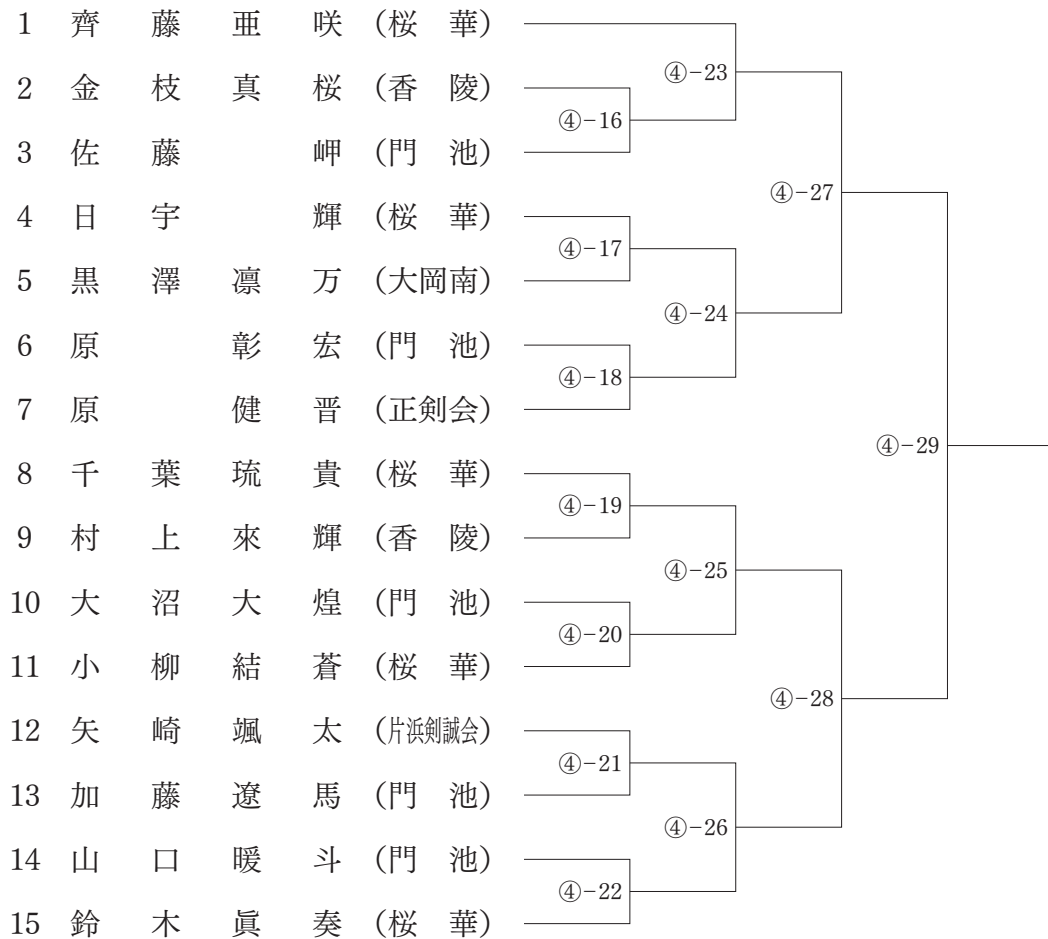 1 齊藤亜咲 (桜華)
④-23
2 金枝真桜 (香陵)
④-16
3 佐藤岬 (門池)
④-27
4 日宇輝 (桜華)
④-17
5 黒澤凛万 (大岡南)
④-24
6 原彰宏 (門池)
④-18
7 原健晋 (正剣会)
④-29
8 千葉琉貴 (桜華)
④-19
9 村上來輝 (香陵)
④-25
10 大沼大煌 (門池)
④-20
11 小柳結蒼 (桜華)
④-28
12 矢崎颯太 (片浜剣誠会)
④-21
13 加藤遼馬 (門池)
④-26
14 山口暖斗 (門池)
④-22
15 鈴木眞奏 (桜華)